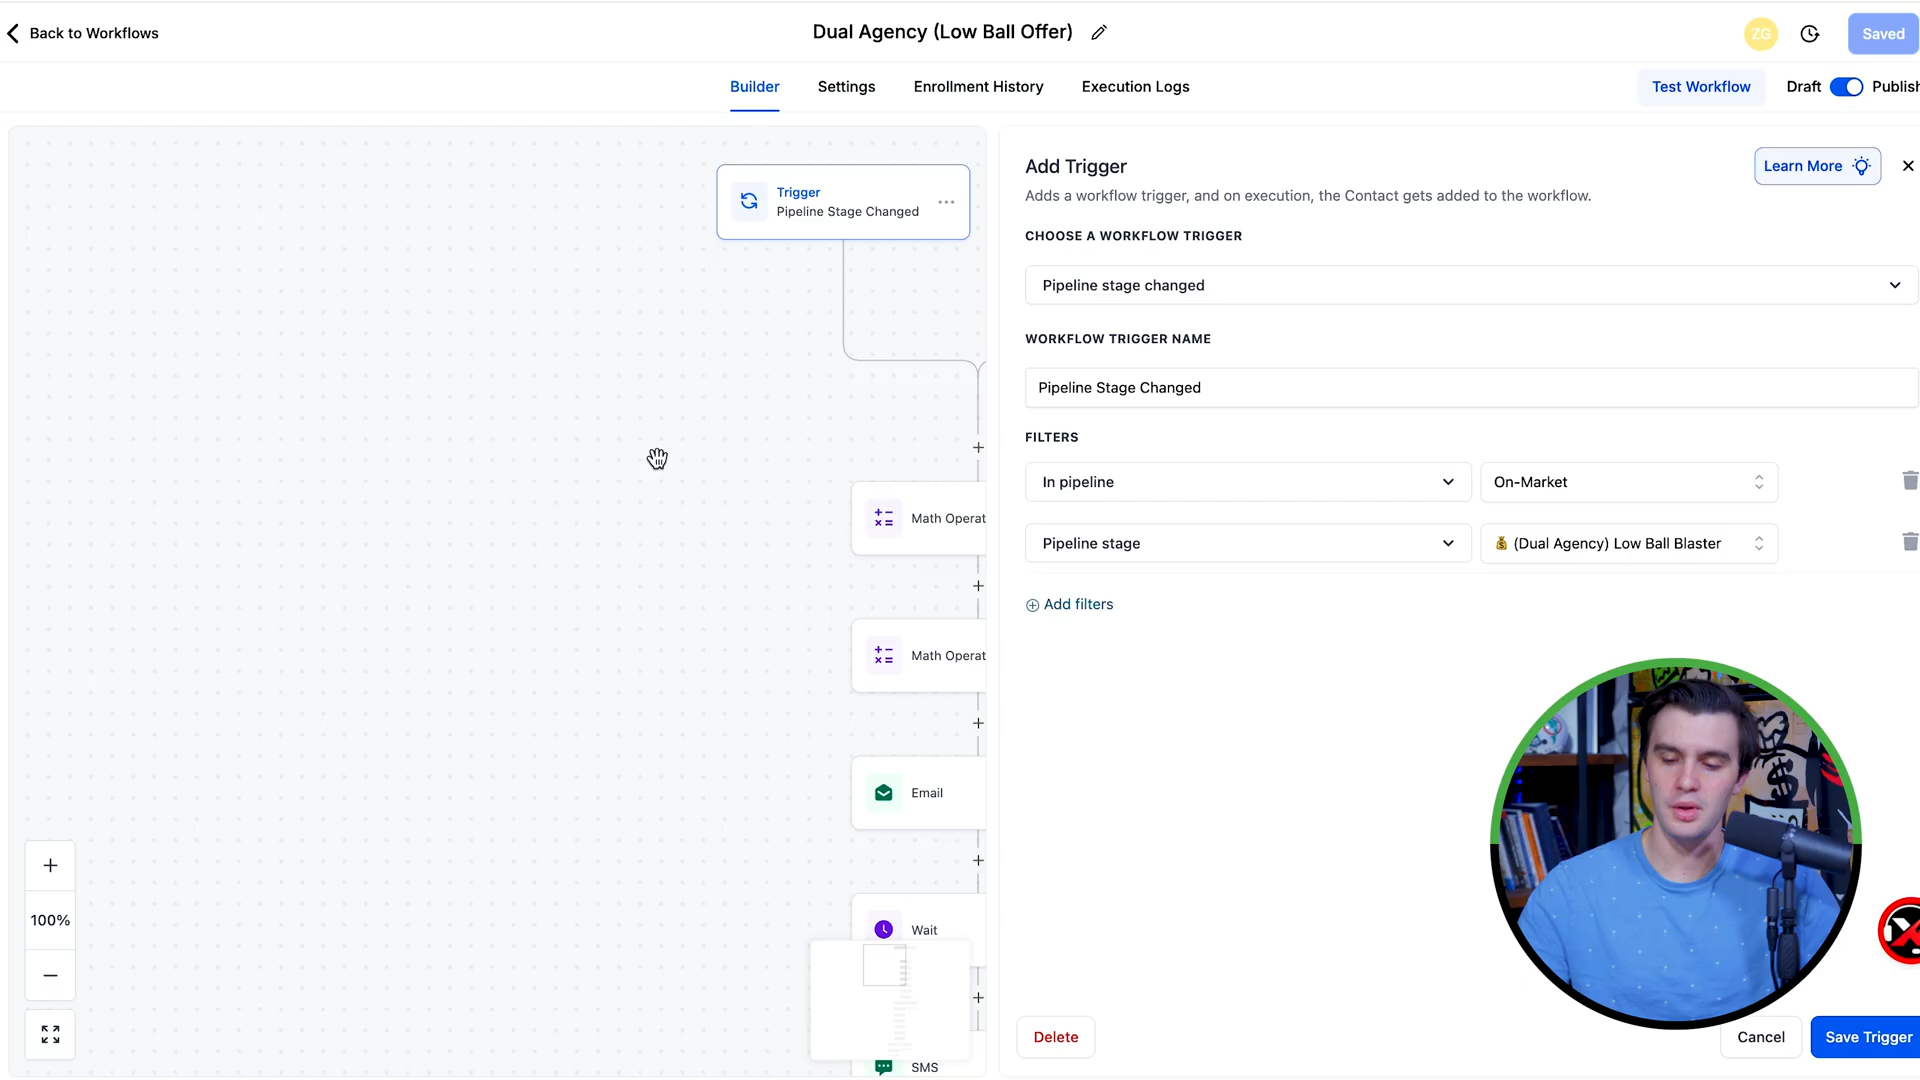 Back to Workflows
Dual Agency (Low Ball Offer)
ZG
Saved
Builder
Settings
Enrollment History
Execution Logs
Test Workflow
Draft
Publish
Trigger
Pipeline Stage Changed
Math Operat
Math Operat
Email
Wait
SMS
100%
Add Trigger
Learn More
Adds a workflow trigger, and on execution, the Contact gets added to the workflow.
CHOOSE A WORKFLOW TRIGGER
Pipeline stage changed
WORKFLOW TRIGGER NAME
Pipeline Stage Changed
FILTERS
In pipeline
On-Market
Pipeline stage
(Dual Agency) Low Ball Blaster
Add filters
Delete
Cancel
Save Trigger